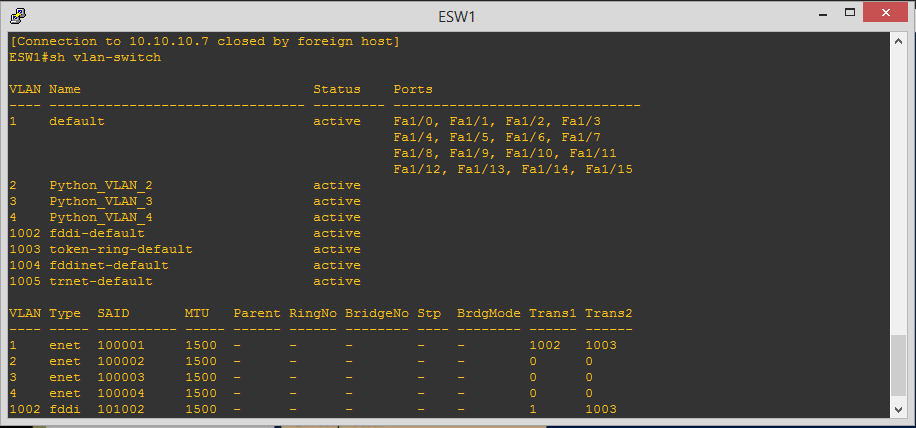 ESW1
[Connection to 10.10.10.7 closed by foreign host]
ESW1#sh vlan-switch
VLAN Name                             Status    Ports
---- -------------------------------- --------- -------------------------------
1    default                          active    Fa1/0, Fa1/1, Fa1/2, Fa1/3
                                                Fa1/4, Fa1/5, Fa1/6, Fa1/7
                                                Fa1/8, Fa1/9, Fa1/10, Fa1/11
                                                Fa1/12, Fa1/13, Fa1/14, Fa1/15
2    Python_VLAN_2                    active
3    Python_VLAN_3                    active
4    Python_VLAN_4                    active
1002 fddi-default                     active
1003 token-ring-default               active
1004 fddinet-default                  active
1005 trnet-default                    active
VLAN Type  SAID       MTU   Parent RingNo BridgeNo Stp  BrdgMode Trans1 Trans2
---- ----- ---------- ----- ------ ------ -------- ---- -------- ------ ------
1    enet  100001     1500  -      -      -        -    -        1002   1003
2    enet  100002     1500  -      -      -        -    -        0      0
3    enet  100003     1500  -      -      -        -    -        0      0
4    enet  100004     1500  -      -      -        -    -        0      0
1002 fddi  101002     1500  -      -      -        -    -        1      1003